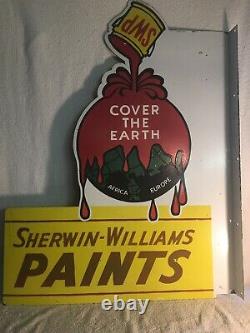 SWP
COVER
THE
EARTH
AFRICA EUROPE
SHERWIN-WILLIAMS
PAINTS